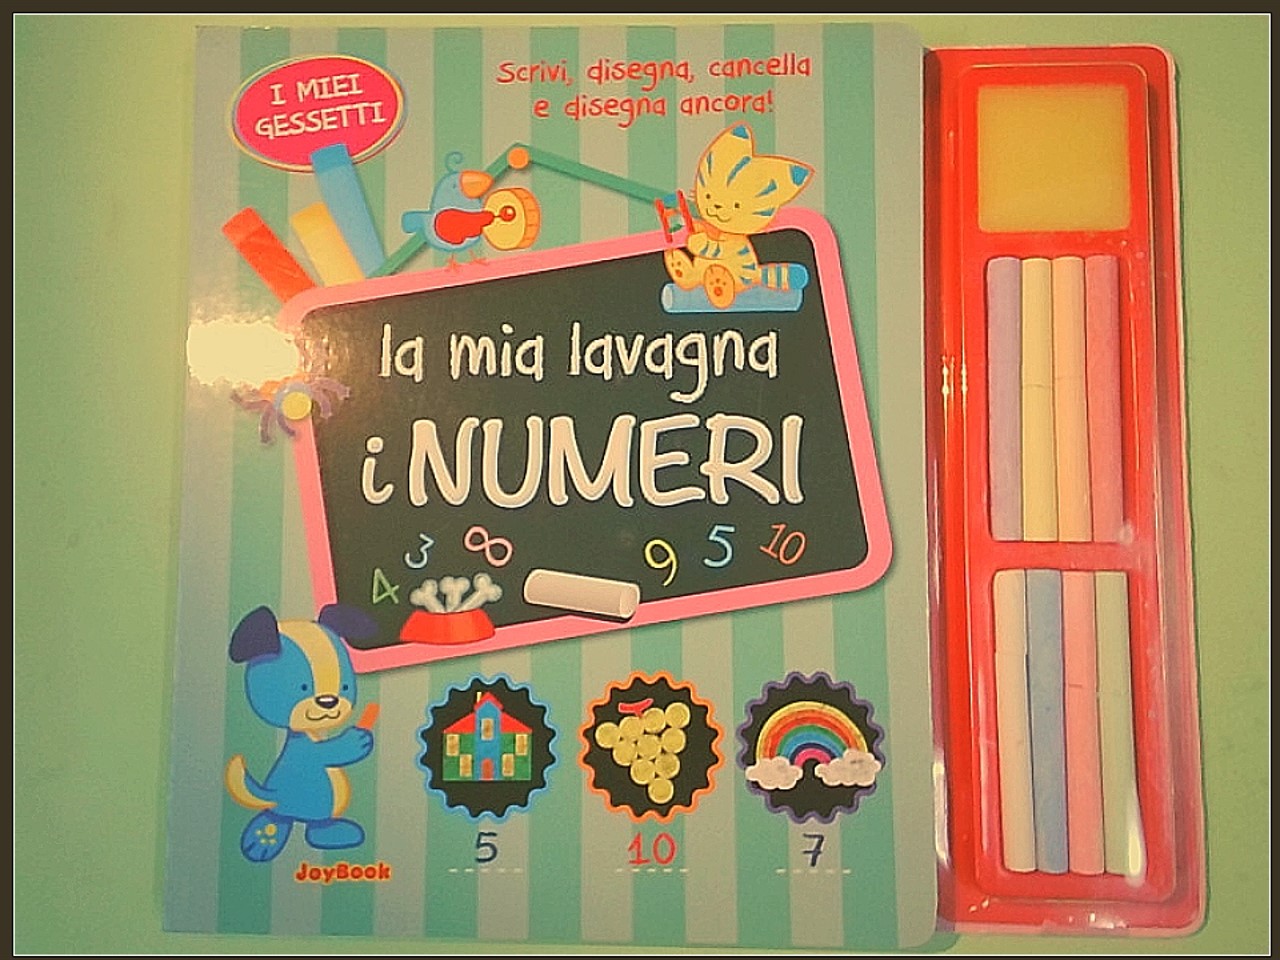 I MIEI
GESSETTI
Scrivi, disegna, cancella
e disegna ancora!
la mia lavagna
i NUMERI
4 3 8 9 5 10
5 10 7
JoyBook